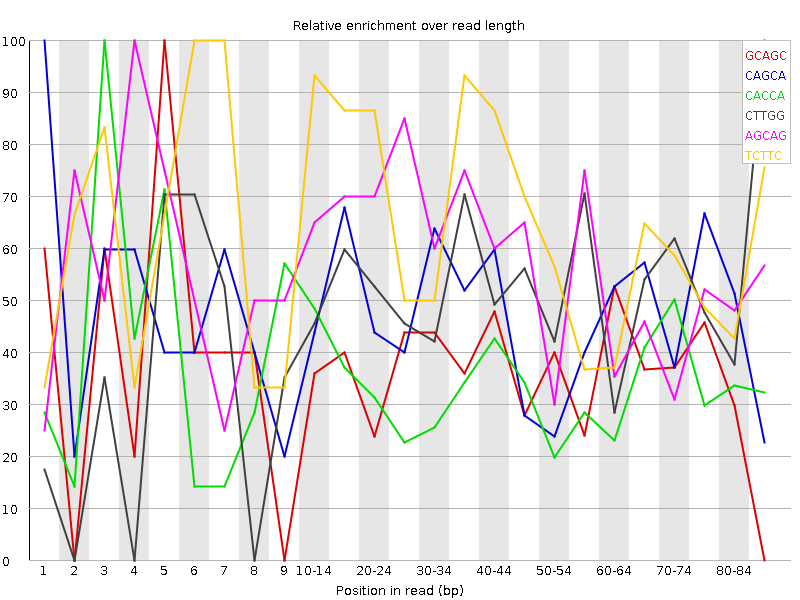 Relative enrichment over read length
100
90
80
70
60
50
40
30
20
10
0
GCAGC
CAGCA
CACCA
CTTGG
AGCAG
TCTTC
1 2 3 4 5 6 7 8 9 10-14 20-24 30-34 40-44 50-54 60-64 70-74 80-84
Position in read (bp)